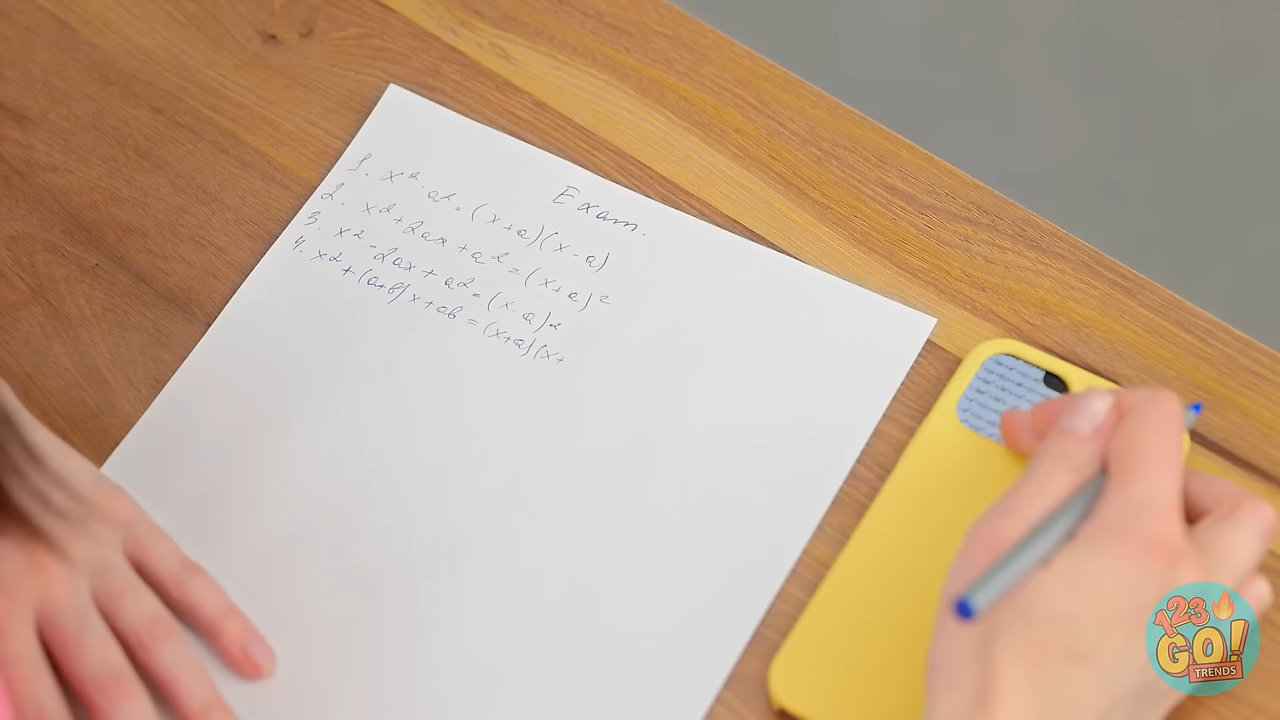 Exam.
1. x²-a²=(x+a)(x-a)
2. x²+2ax+a²=(x+a)²
3. x²-2ax+a²=(x-a)²
4. x²+(a+b)x+ab=(x+a)(x+
123
GO!
TRENDS